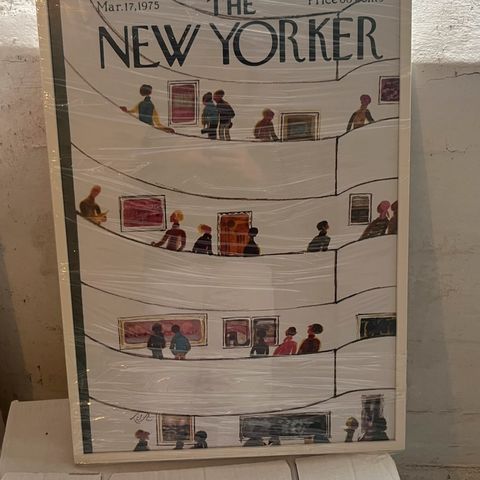 THE
Mar. 17, 1975
NEW YORKER